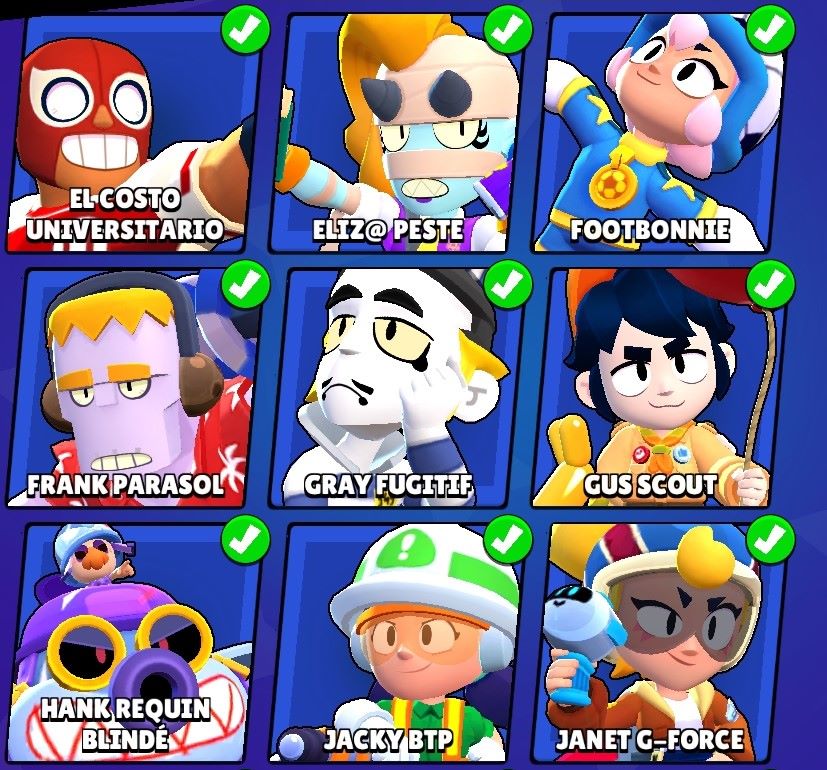 EL COSTO
UNIVERSITARIO
ELIZ@ PESTE
FOOTBONNIE
FRANK PARASOL
GRAY FUGITIF
GUS SCOUT
HANK REQUIN
BLINDÉ
JACKY BTP
JANET G-FORCE